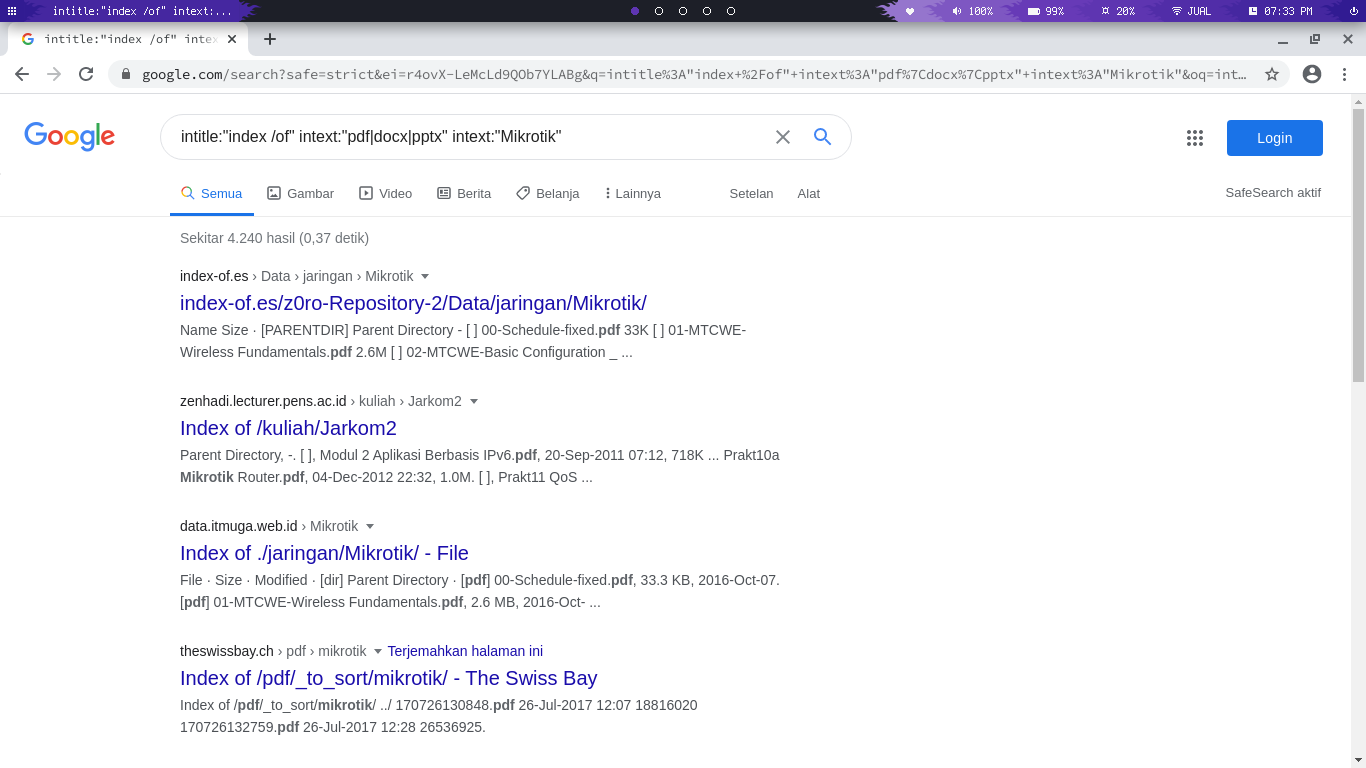 intitle:"index /of" intext:... 100% 99% 20% JUAL 07:33 PM
intitle:"index /of" inte
google.com/search?safe=strict&ei=r4ovX-LeMcLd9QOb7YLABg&q=intitle%3A"index+%2Fof"+intext%3A"pdf%7Cdocx%7Cpptx"+intext%3A"Mikrotik"&oq=int...
Google intitle:"index /of" intext:"pdf|docx|pptx" intext:"Mikrotik" Login
Semua Gambar Video Berita Belanja Lainnya Setelan Alat SafeSearch aktif
Sekitar 4.240 hasil (0,37 detik)
index-of.es › Data › jaringan › Mikrotik
index-of.es/z0ro-Repository-2/Data/jaringan/Mikrotik/
Name Size · [PARENTDIR] Parent Directory - [ ] 00-Schedule-fixed.pdf 33K [ ] 01-MTCWE-
Wireless Fundamentals.pdf 2.6M [ ] 02-MTCWE-Basic Configuration _ ...
zenhadi.lecturer.pens.ac.id › kuliah › Jarkom2
Index of /kuliah/Jarkom2
Parent Directory, -. [ ], Modul 2 Aplikasi Berbasis IPv6.pdf, 20-Sep-2011 07:12, 718K ... Prakt10a
Mikrotik Router.pdf, 04-Dec-2012 22:32, 1.0M. [ ], Prakt11 QoS ...
data.itmuga.web.id › Mikrotik
Index of ./jaringan/Mikrotik/ - File
File · Size · Modified · [dir] Parent Directory · [pdf] 00-Schedule-fixed.pdf, 33.3 KB, 2016-Oct-07.
[pdf] 01-MTCWE-Wireless Fundamentals.pdf, 2.6 MB, 2016-Oct- ...
theswissbay.ch › pdf › mikrotik Terjemahkan halaman ini
Index of /pdf/_to_sort/mikrotik/ - The Swiss Bay
Index of /pdf/_to_sort/mikrotik/ ../ 170726130848.pdf 26-Jul-2017 12:07 18816020
170726132759.pdf 26-Jul-2017 12:28 26536925.